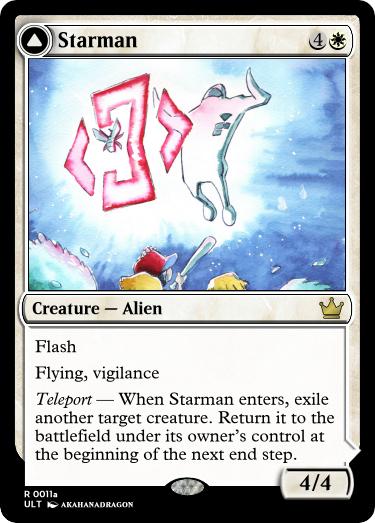 Starman 4
Creature — Alien
Flash
Flying, vigilance
Teleport — When Starman enters, exile
another target creature. Return it to the
battlefield under its owner's control at
the beginning of the next end step.
4/4
R 0011a
ULT AKAHANADRAGON